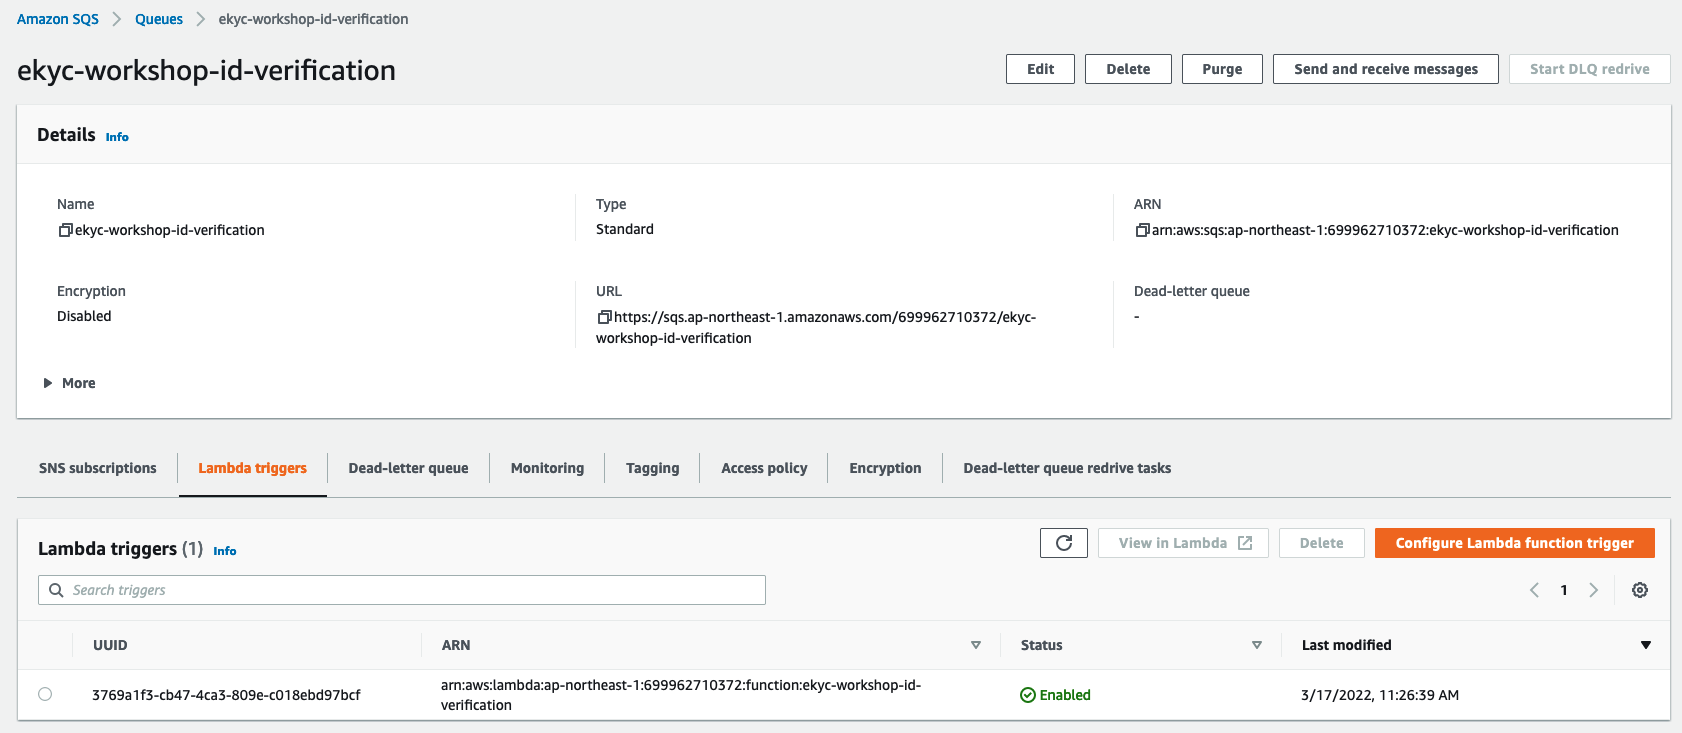 Amazon SQS Queues ekyc-workshop-id-verification
ekyc-workshop-id-verification
Edit Delete Purge Send and receive messages Start DLQ redrive
Details Info
Name
ekyc-workshop-id-verification
Type
Standard
ARN
arn:aws:sqs:ap-northeast-1:699962710372:ekyc-workshop-id-verification
Encryption
Disabled
URL
https://sqs.ap-northeast-1.amazonaws.com/699962710372/ekyc-
workshop-id-verification
Dead-letter queue
-
More
SNS subscriptions Lambda triggers Dead-letter queue Monitoring Tagging Access policy Encryption Dead-letter queue redrive tasks
Lambda triggers (1) Info
View in Lambda Delete Configure Lambda function trigger
Search triggers
1
UUID ARN Status Last modified
3769a1f3-cb47-4ca3-809e-c018ebd97bcf
arn:aws:lambda:ap-northeast-1:699962710372:function:ekyc-workshop-id-
verification
Enabled
3/17/2022, 11:26:39 AM